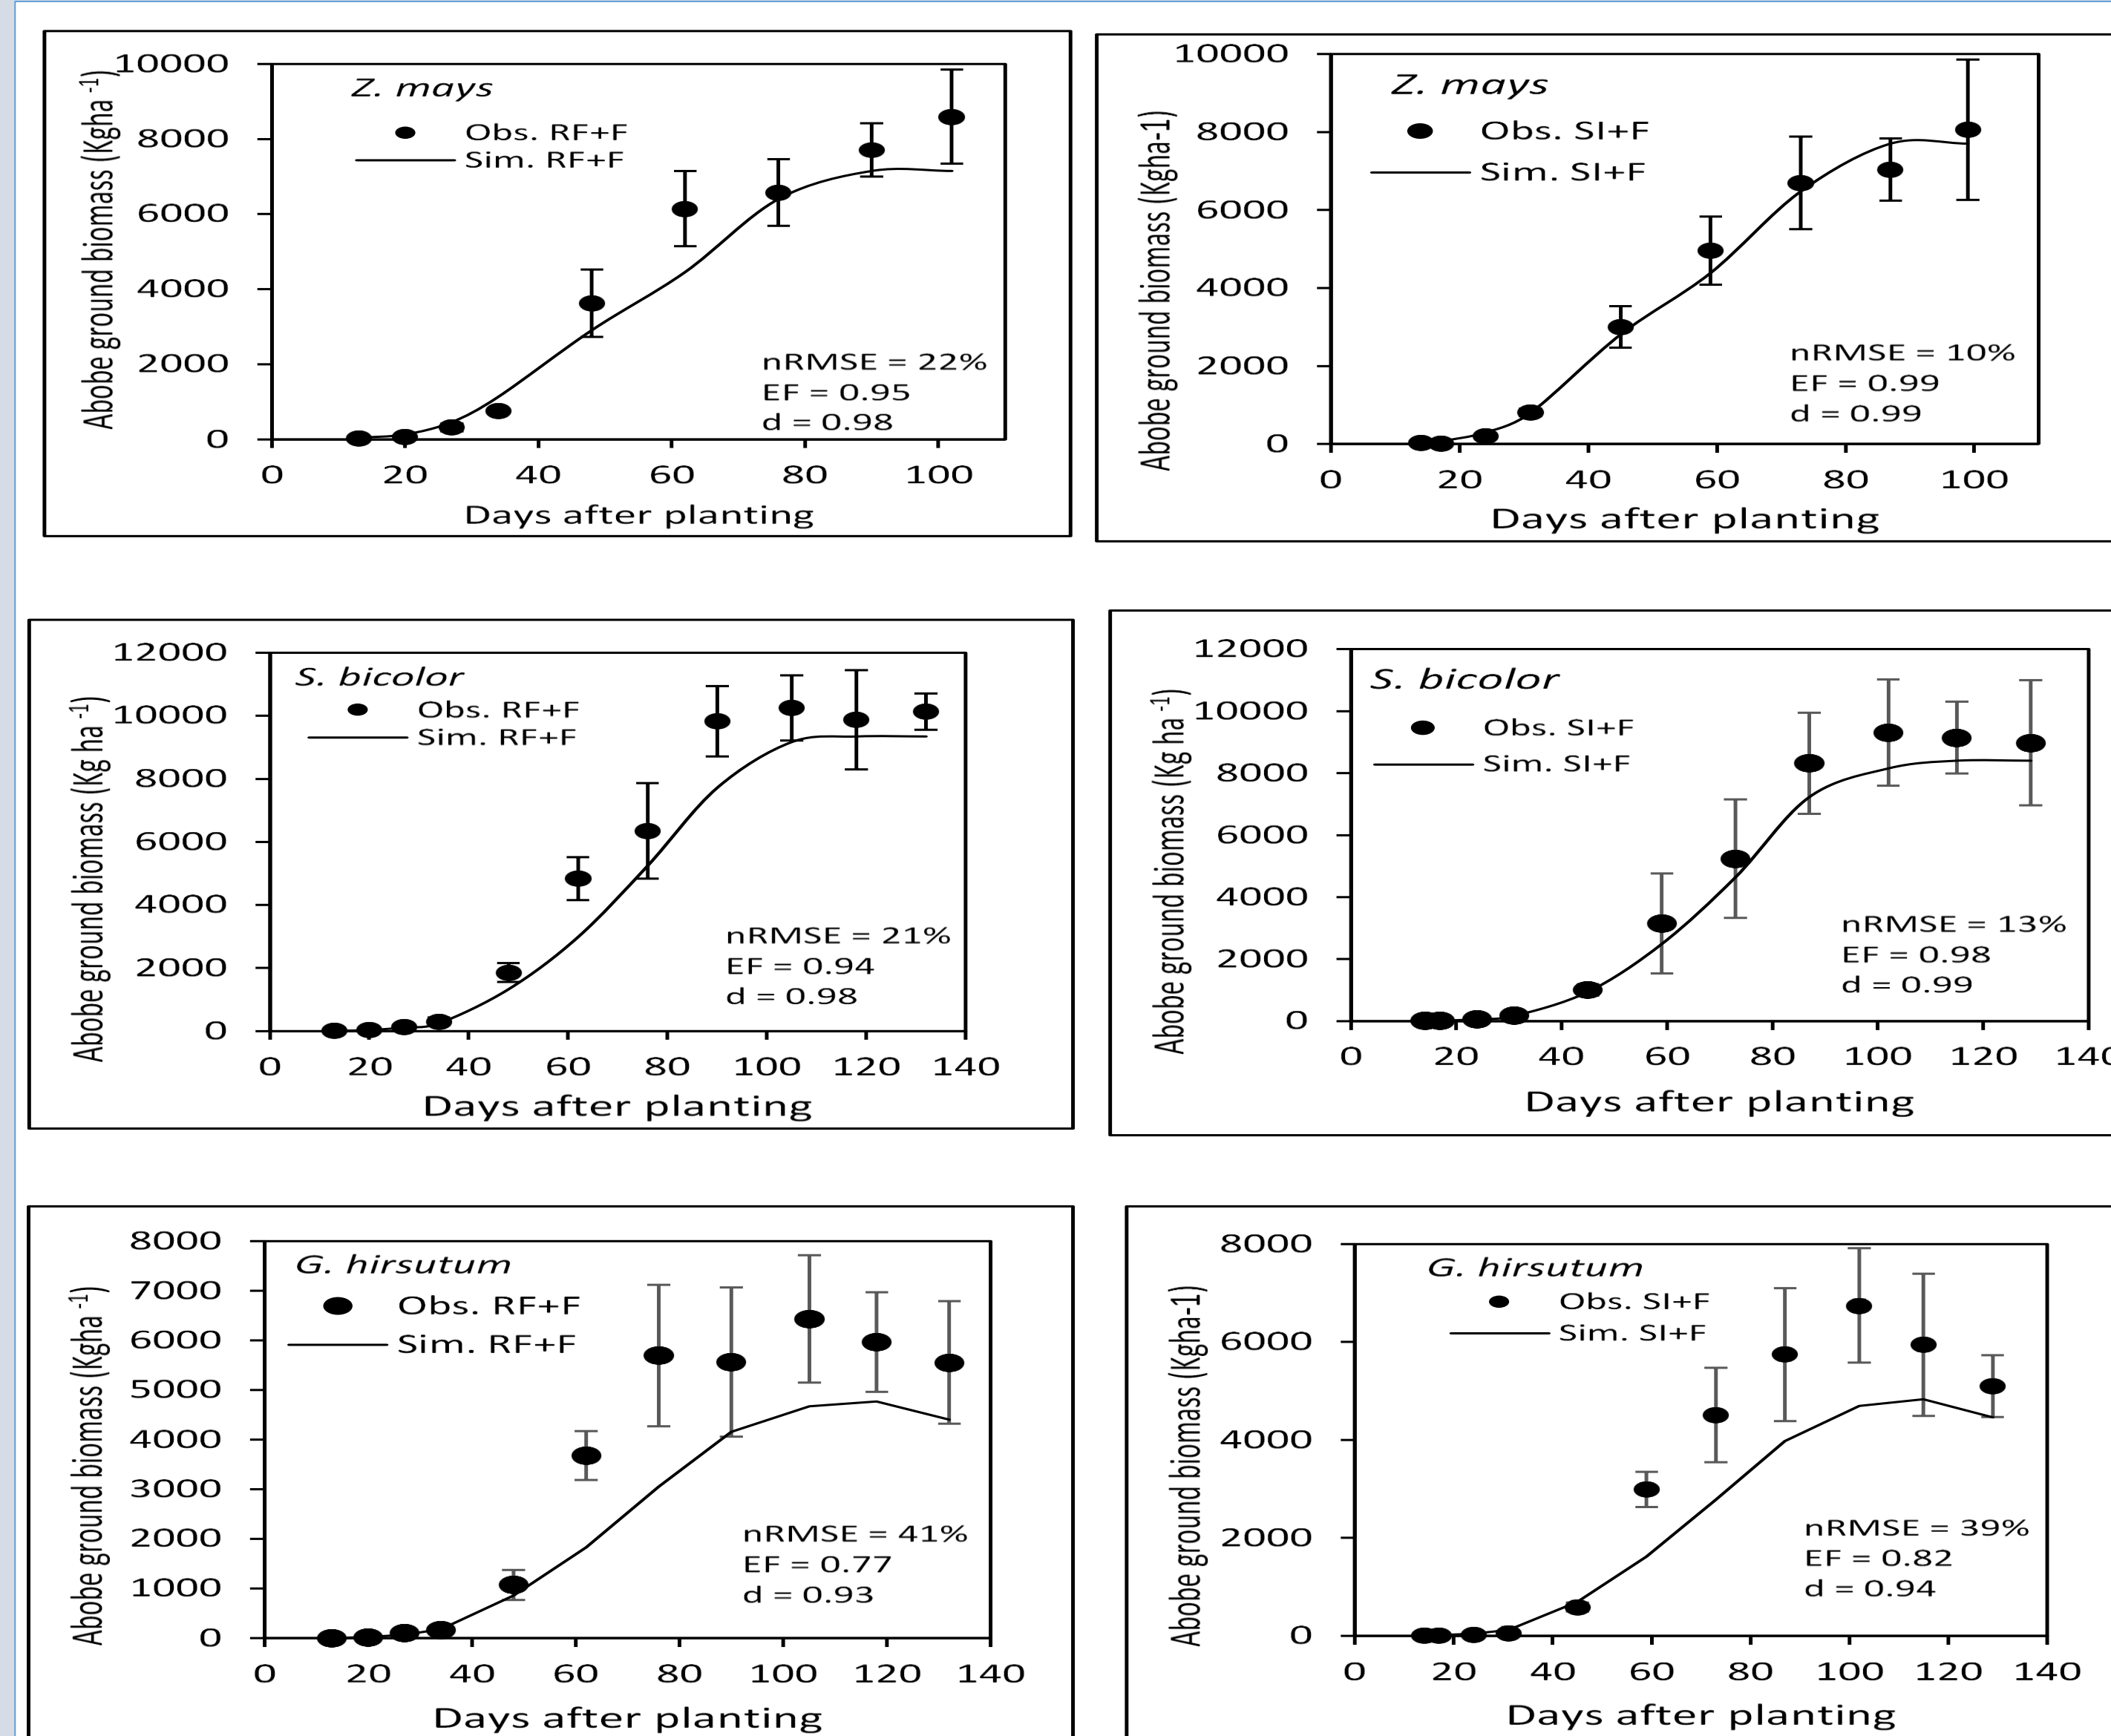 Z. mays
Obs. RF+F
Sim. RF+F
Abobe ground biomass (Kgha -1)
10000
8000
6000
4000
2000
0
nRMSE = 22%
EF = 0.95
d = 0.98
0 20 40 60 80 100
Days after planting
Z. mays
Obs. SI+F
Sim. SI+F
Abobe ground biomass (Kgha-1)
10000
8000
6000
4000
2000
0
nRMSE = 10%
EF = 0.99
d = 0.99
0 20 40 60 80 100
Days after planting
S. bicolor
Obs. RF+F
Sim. RF+F
Abobe ground biomass (Kg ha -1)
12000
10000
8000
6000
4000
2000
0
nRMSE = 21%
EF = 0.94
d = 0.98
0 20 40 60 80 100 120 140
Days after planting
S. bicolor
Obs. SI+F
Sim. SI+F
Abobe ground biomass (Kg ha -1)
12000
10000
8000
6000
4000
2000
0
nRMSE = 13%
EF = 0.98
d = 0.99
0 20 40 60 80 100 120 140
Days after planting
G. hirsutum
Obs. RF+F
Sim. RF+F
Abobe ground biomass (Kgha -1)
8000
7000
6000
5000
4000
3000
2000
1000
0
nRMSE = 41%
EF = 0.77
d = 0.93
0 20 40 60 80 100 120 140
Days after planting
G. hirsutum
Obs. SI+F
Sim. SI+F
Abobe ground biomass (Kgha-1)
8000
6000
4000
2000
0
nRMSE = 39%
EF = 0.82
d = 0.94
0 20 40 60 80 100 120 140
Days after planting